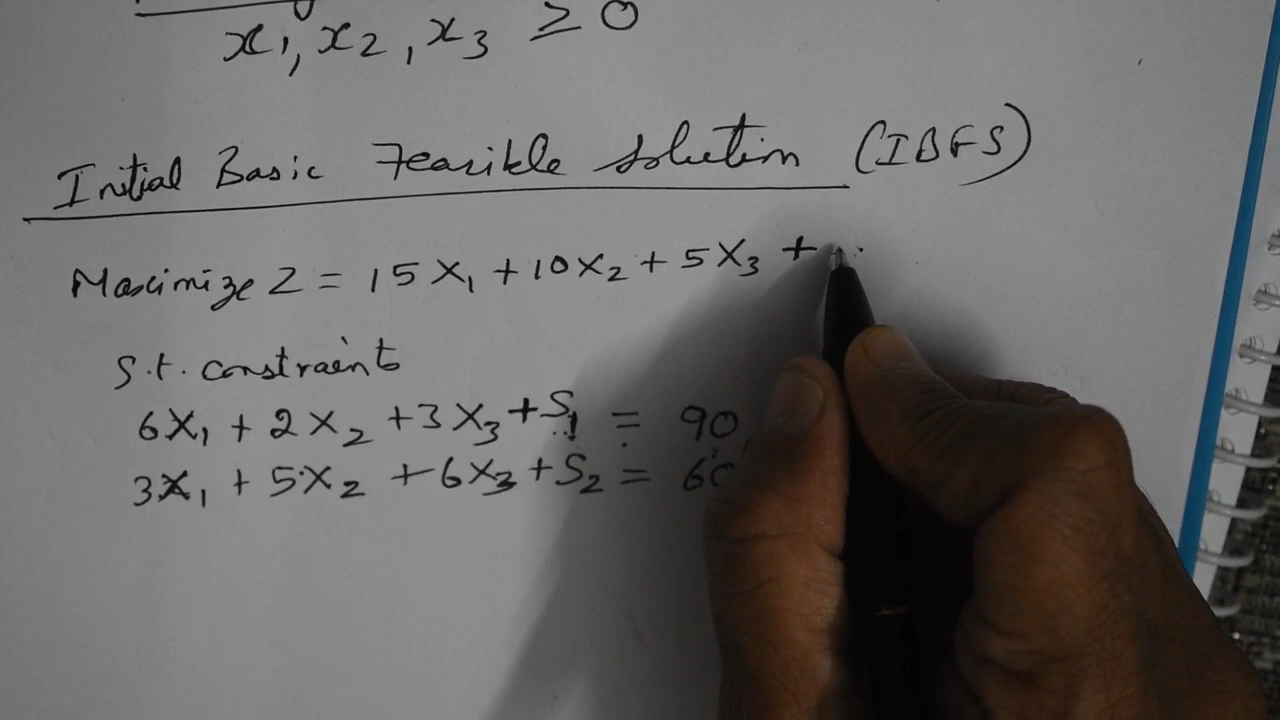 x1, x2, x3 ≥ 0
Initial Basic Feasible Solution (IBFS)
Maximize Z = 15X1 + 10X2 + 5X3 +
S.t. constraints
6X1 + 2X2 + 3X3 + S1 = 90
3X1 + 5X2 + 6X3 + S2 = 60